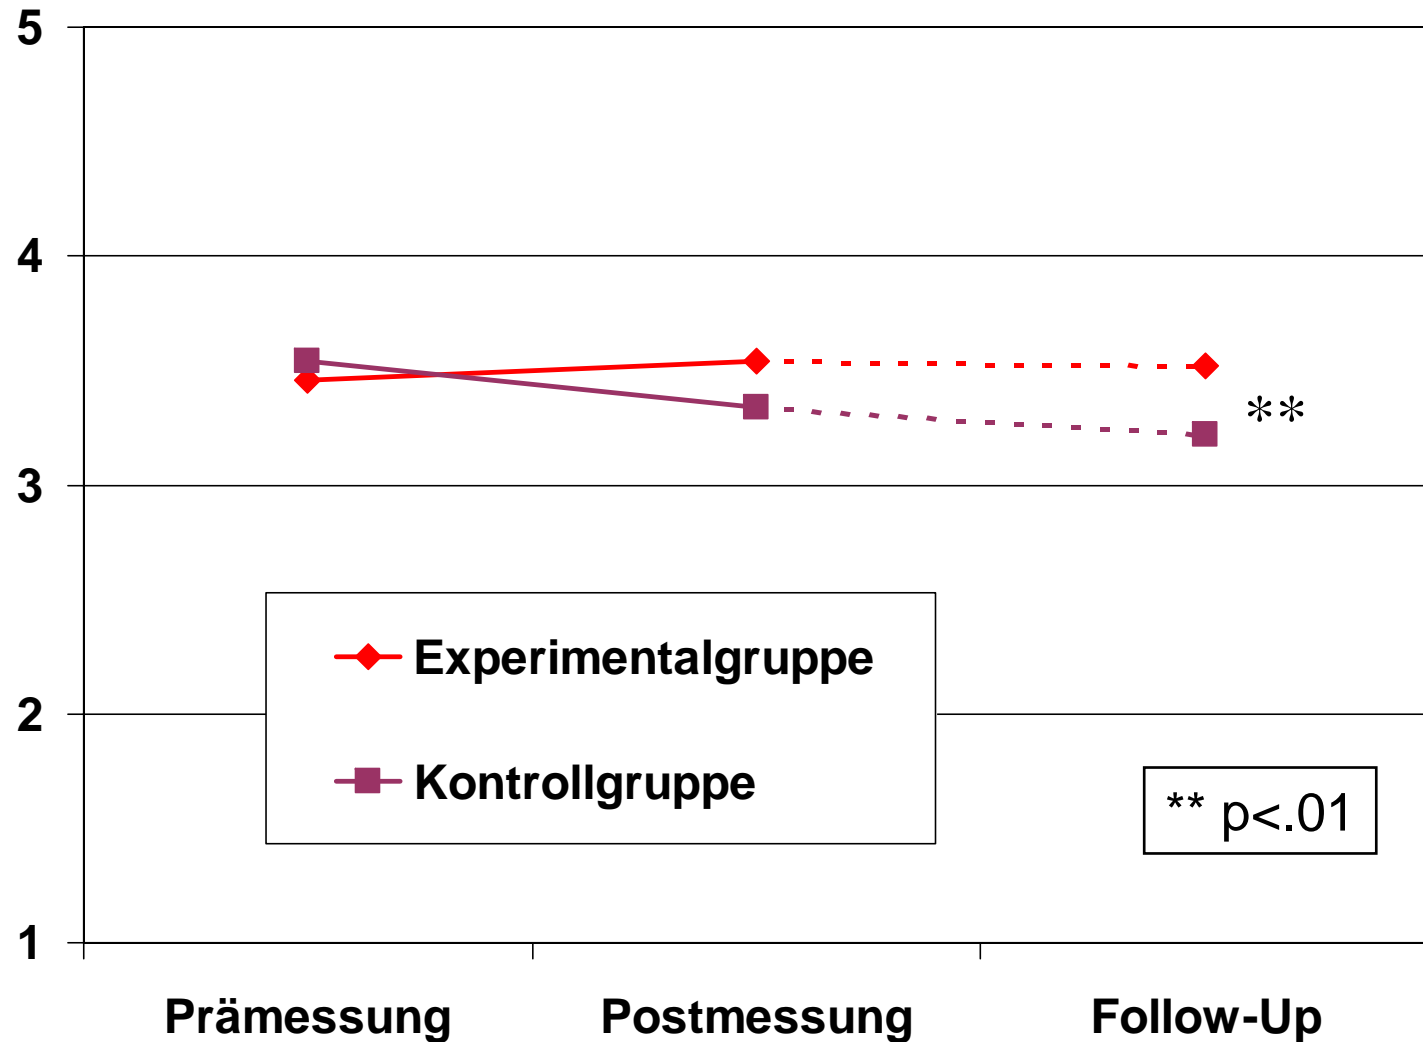 5
4
3
2
1
**
Experimentalgruppe
Kontrollgruppe
** p<.01
Prämessung
Postmessung
Follow-Up